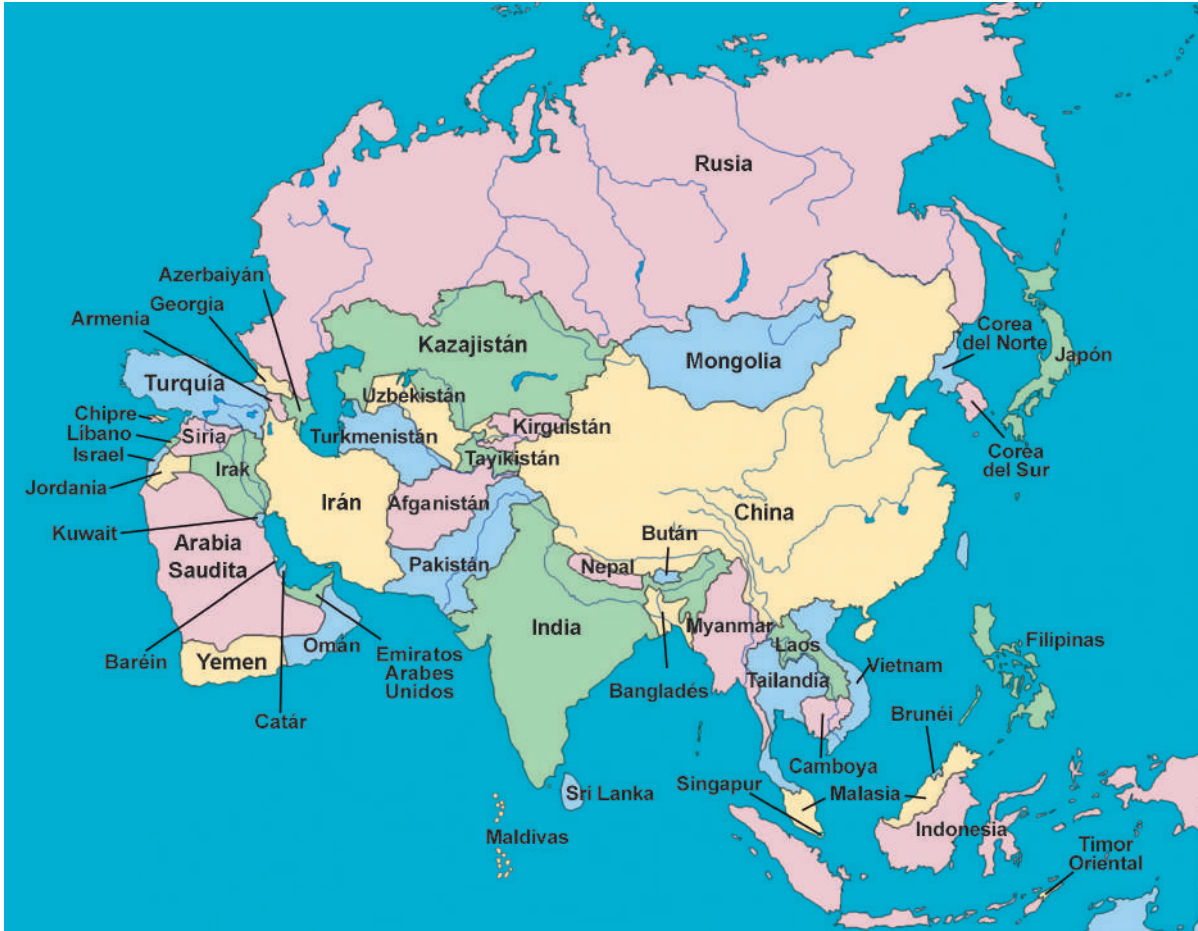 Rusia
Azerbaiyán
Georgia
Armenia
Kazajistán
Mongolia
Corea
del Norte
Japón
Turquía
Uzbekistán
Chipre
Líbano
Siria
Israel
Turkmenistán
Kirguistán
Tayikistán
Corea
del Sur
Irak
Jordania
Irán
Afganistán
China
Kuwait
Arabia
Saudita
Bután
Pakistán
Nepal
India
Myanmar
Laos
Filipinas
Omán
Baréin
Yemen
Emiratos
Arabes
Unidos
Catár
Bangladés
Tailandia
Vietnam
Brunéi
Camboya
Singapur
Malasia
Sri Lanka
Maldivas
Indonesia
Timor
Oriental